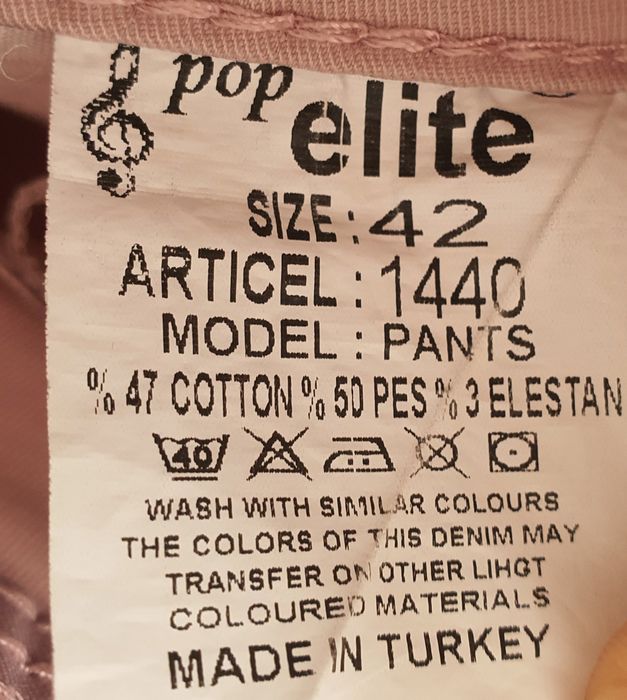 pop
elite
SIZE : 42
ARTICEL : 1440
MODEL : PANTS
% 47 COTTON % 50 PES % 3 ELESTAN
40
WASH WITH SIMILAR COLOURS
THE COLORS OF THIS DENIM MAY
TRANSFER ON OTHER LIHGT
COLOURED MATERIALS
MADE IN TURKEY